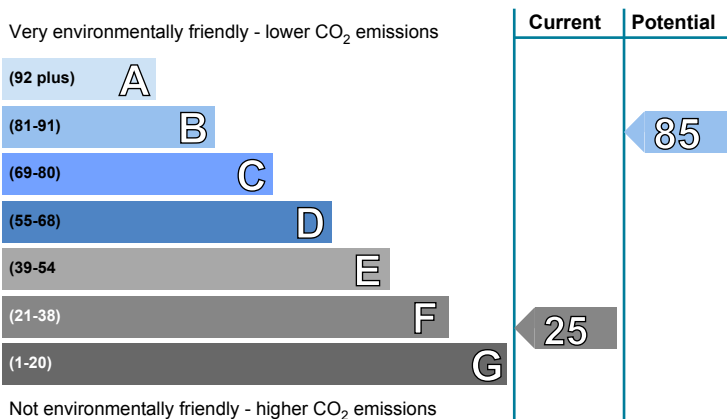 Current Potential
Very environmentally friendly - lower CO2 emissions
(92 plus) A
(81-91) B
85
(69-80) C
(55-68) D
(39-54 E
(21-38) F
25
(1-20) G
Not environmentally friendly - higher CO2 emissions